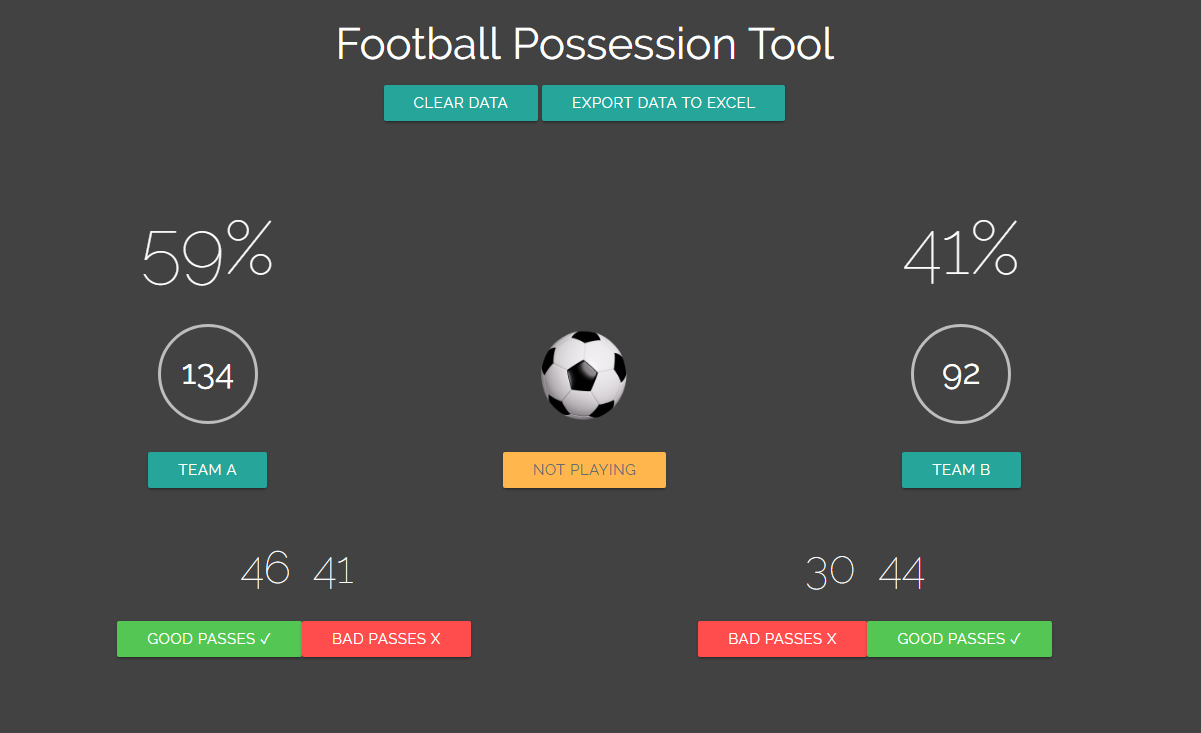 Football Possession Tool
CLEAR DATA EXPORT DATA TO EXCEL
59% 41%
134 92
TEAM A NOT PLAYING TEAM B
46 41 30 44
GOOD PASSES ✓ BAD PASSES X BAD PASSES X GOOD PASSES ✓